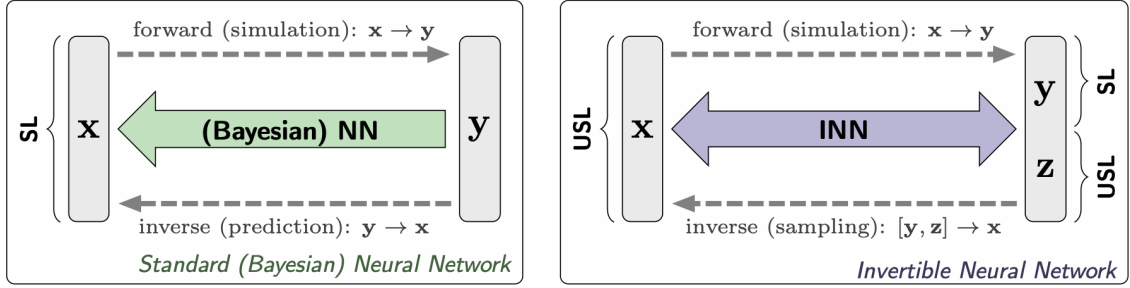 forward (simulation): x → y
SL
x
(Bayesian) NN
y
inverse (prediction): y → x
Standard (Bayesian) Neural Network
forward (simulation): x → y
USL
x
INN
y
z
SL
USL
inverse (sampling): [y, z] → x
Invertible Neural Network